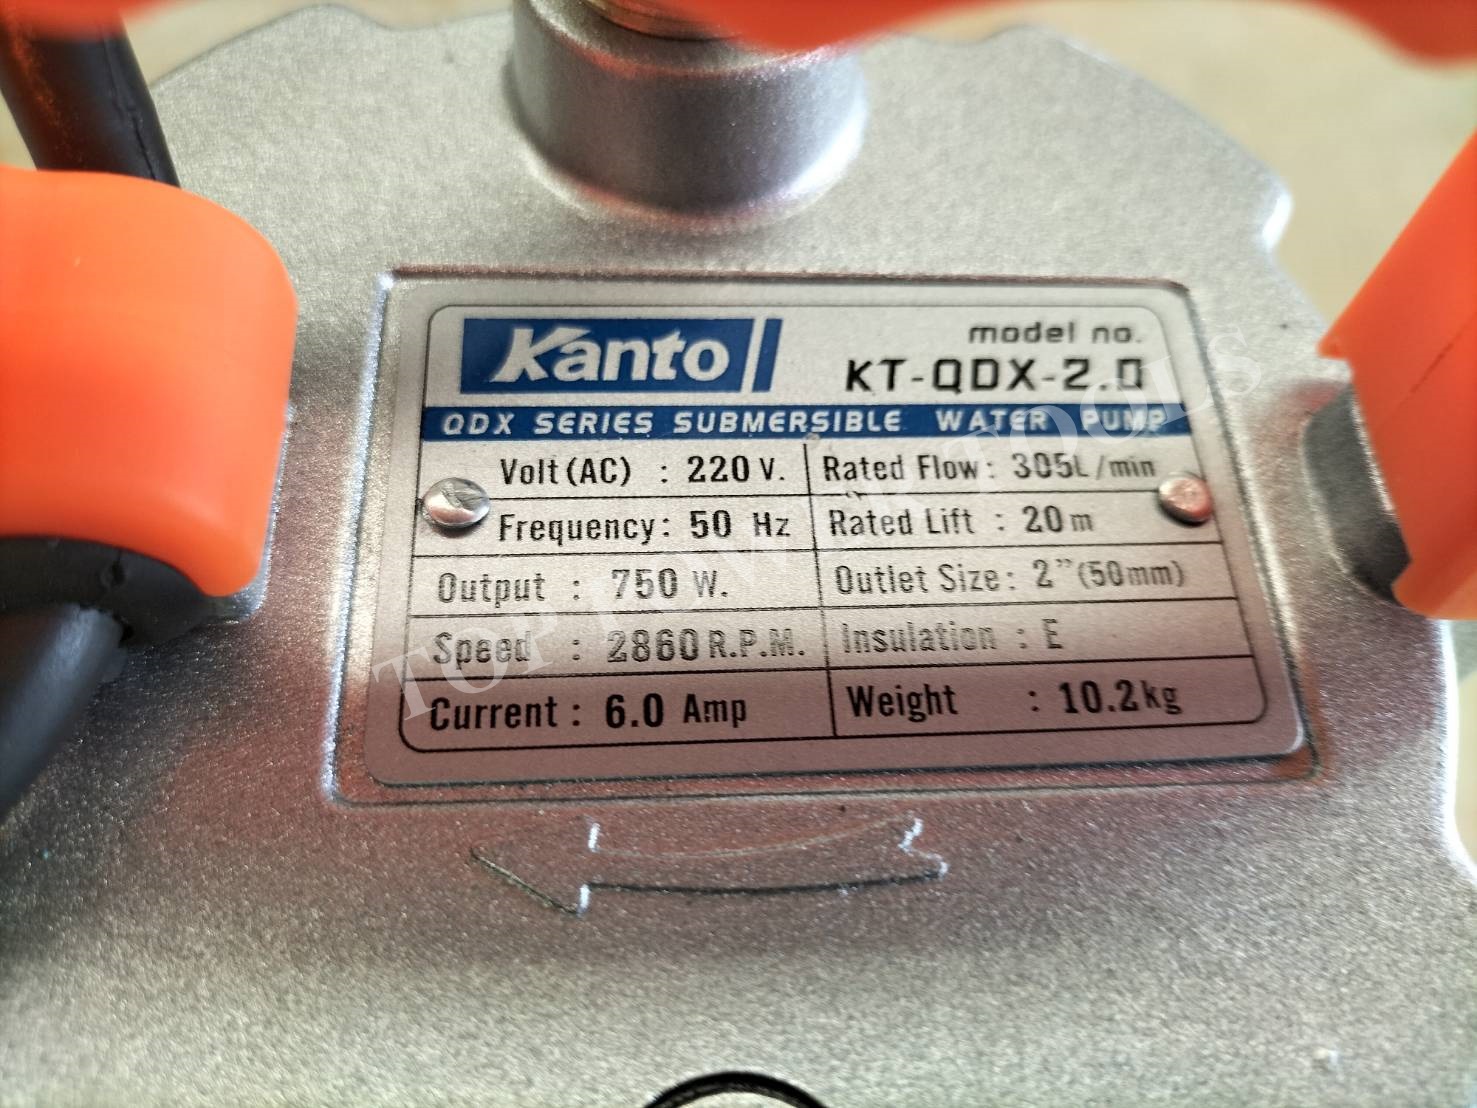 Kanto
model no.
KT-QDX-2.0
QDX SERIES SUBMERSIBLE WATER PUMP
Volt (AC) : 220 V. Rated Flow : 305L/min
Frequency : 50 Hz Rated Lift : 20m
Output : 750 W. Outlet Size : 2" (50mm)
Speed : 2860 R.P.M. Insulation : E
Current : 6.0 Amp Weight : 10.2kg
TOOLS